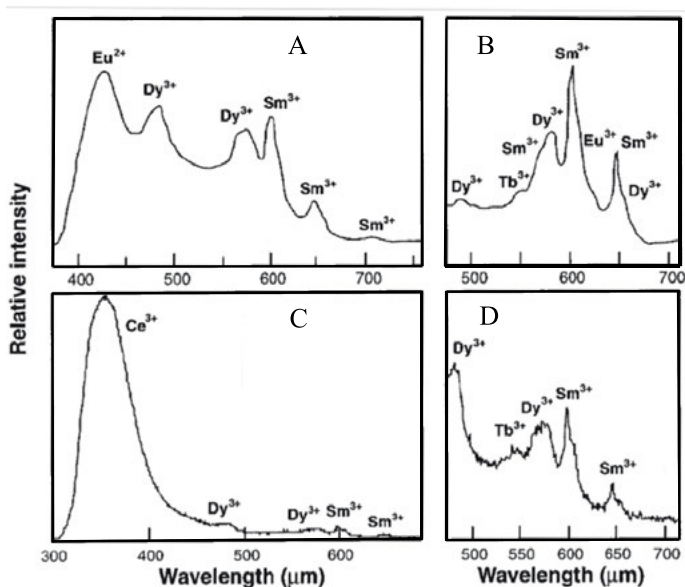 A
Eu2+
Dy3+
Dy3+
Sm3+
Sm3+
Sm3+
400 500 600 700
B
Sm3+
Dy3+
Sm3+
Eu3+
Sm3+
Dy3+
Tb3+
Dy3+
500 600 700
Relative intensity
C
Ce3+
Dy3+
Dy3+
Sm3+
Sm3+
300 400 500 600
Wavelength (μm)
D
Dy3+
Tb3+
Dy3+
Sm3+
Sm3+
500 550 600 650 700
Wavelength (μm)